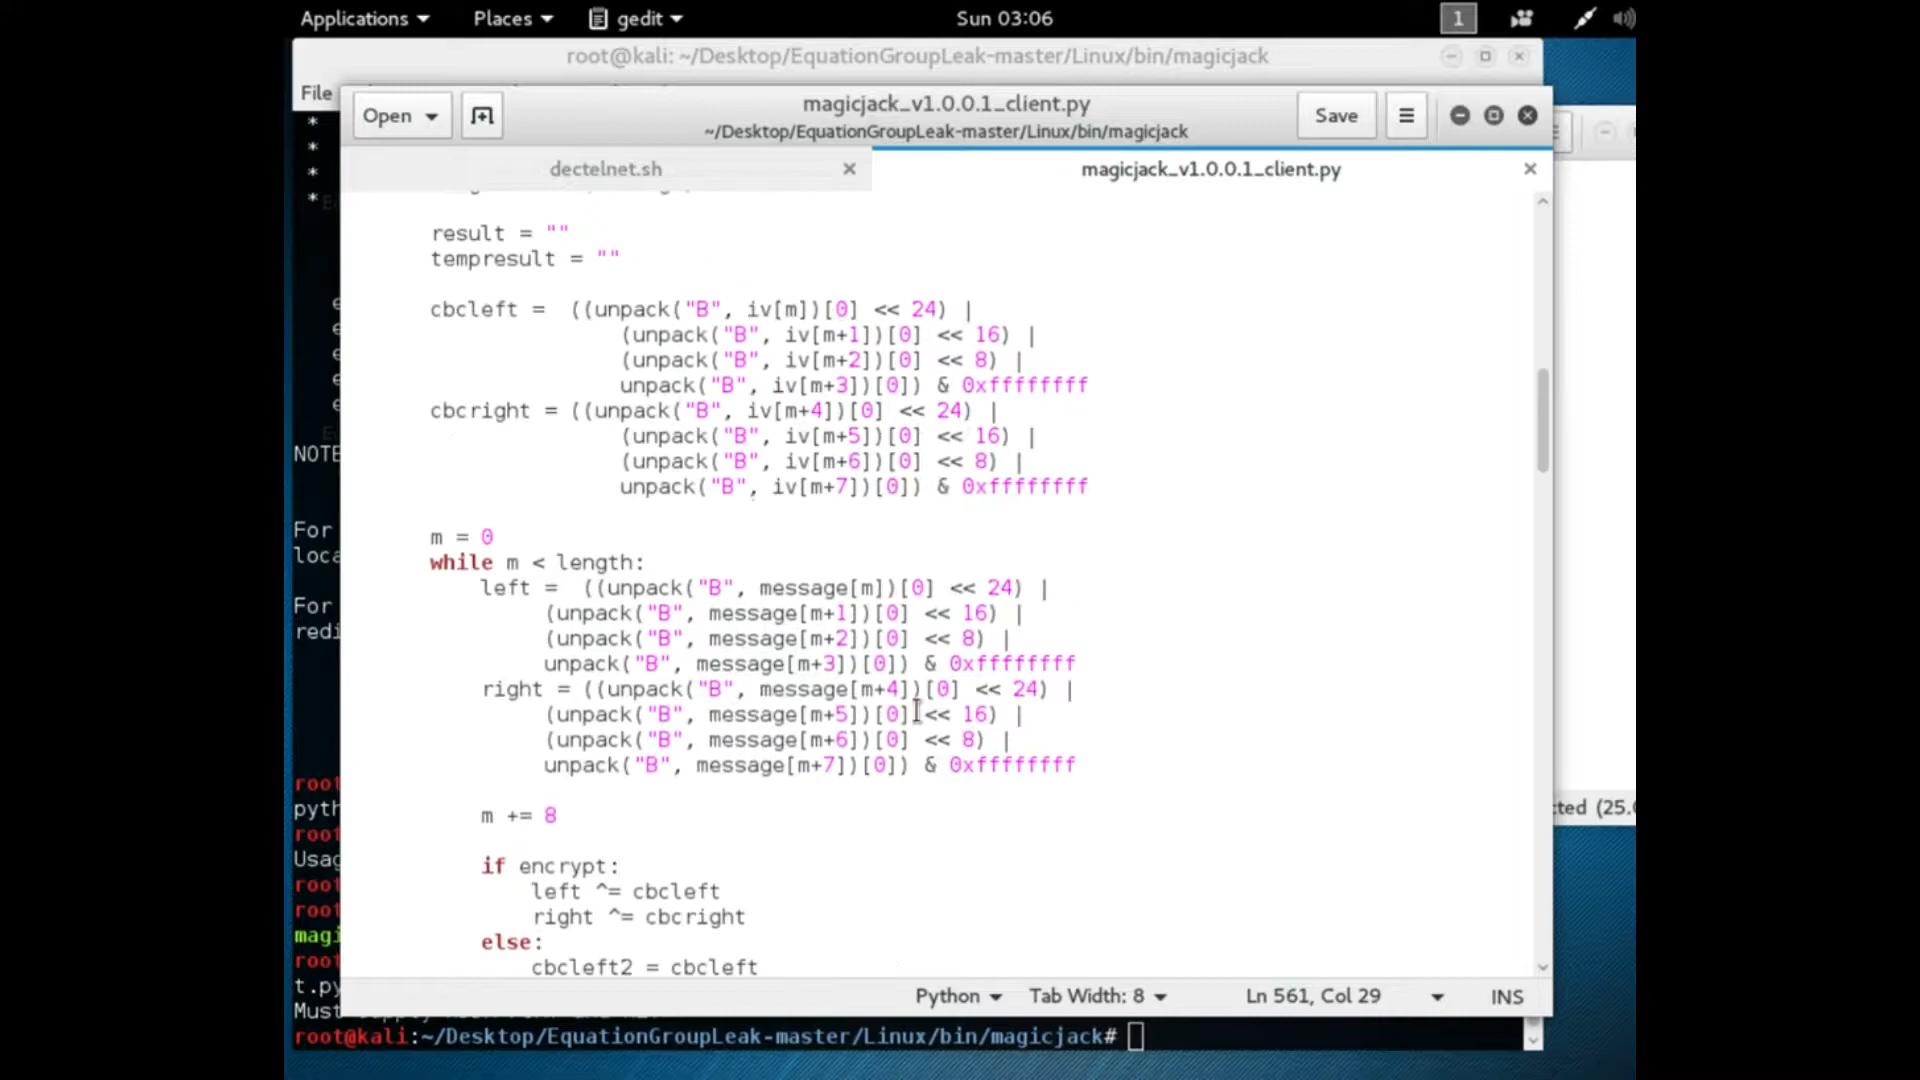 Applications Places gedit Sun 03:06 1
root@kali: ~/Desktop/EquationGroupLeak-master/Linux/bin/magicjack
File
Open magicjack_v1.0.0.1_client.py Save
~/Desktop/EquationGroupLeak-master/Linux/bin/magicjack
dectelnet.sh magicjack_v1.0.0.1_client.py
*
*
*
*
result = ""
tempresult = ""
cbcleft = ((unpack("B", iv[m])[0] << 24) |
(unpack("B", iv[m+1])[0] << 16) |
(unpack("B", iv[m+2])[0] << 8) |
unpack("B", iv[m+3])[0]) & 0xffffffff
cbcright = ((unpack("B", iv[m+4])[0] << 24) |
(unpack("B", iv[m+5])[0] << 16) |
(unpack("B", iv[m+6])[0] << 8) |
unpack("B", iv[m+7])[0]) & 0xffffffff
m = 0
while m < length:
left = ((unpack("B", message[m])[0] << 24) |
(unpack("B", message[m+1])[0] << 16) |
(unpack("B", message[m+2])[0] << 8) |
unpack("B", message[m+3])[0]) & 0xffffffff
right = ((unpack("B", message[m+4])[0] << 24) |
(unpack("B", message[m+5])[0] << 16) |
(unpack("B", message[m+6])[0] << 8) |
unpack("B", message[m+7])[0]) & 0xffffffff
m += 8
if encrypt:
left ^= cbcleft
right ^= cbcright
else:
cbcleft2 = cbcleft
Python Tab Width: 8 Ln 561, Col 29 INS
NOTE
For
loca
For
redi
root
pyth
root
Usag
root
root
magi
root
t.py
Must
cted (25.
root@kali:~/Desktop/EquationGroupLeak-master/Linux/bin/magicjack#